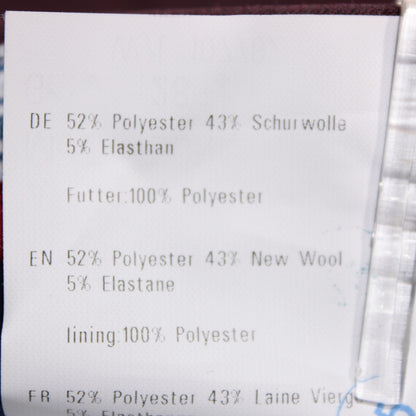 DE 52% Polyester 43% Schurwolle
5% Elasthan
Futter:100% Polyester
EN 52% Polyester 43% New Wool
5% Elastane
lining:100% Polyester
FR 52% Polyester 43% Laine Vierge
5%